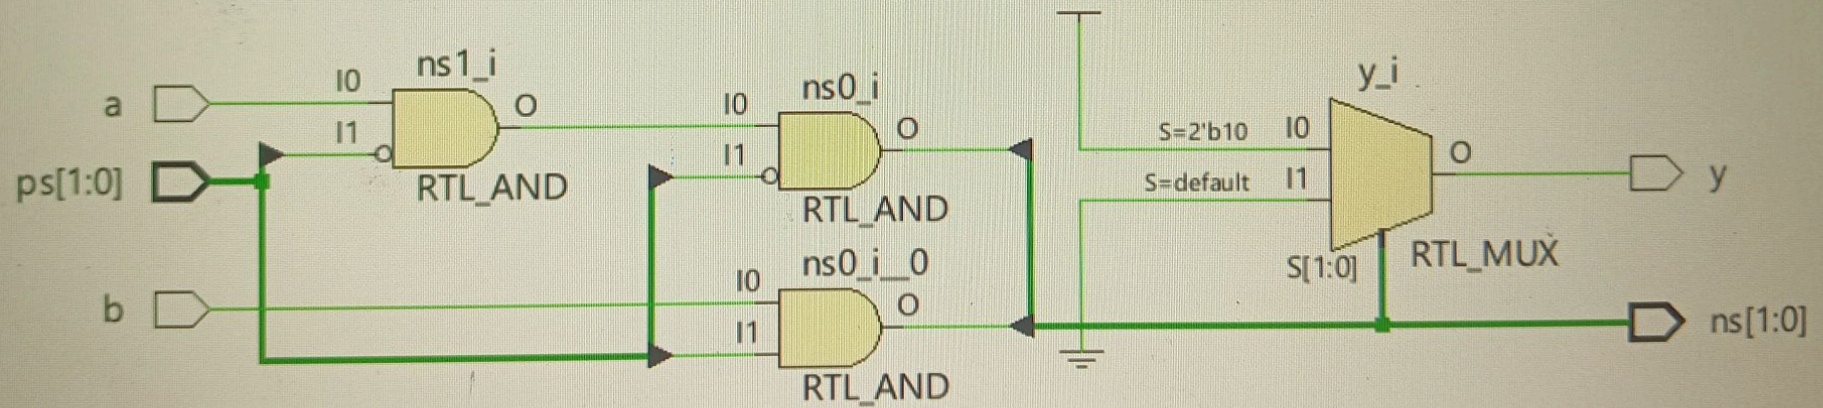 ns1_i
y_i
a
I0
O
ns0_i
I0
O
S=2'b10
I0
O
I1
I1
S=default
I1
y
ps[1:0]
RTL_AND
RTL_AND
ns0_i__0
S[1:0]
RTL_MUX
b
I0
O
ns[1:0]
I1
RTL_AND